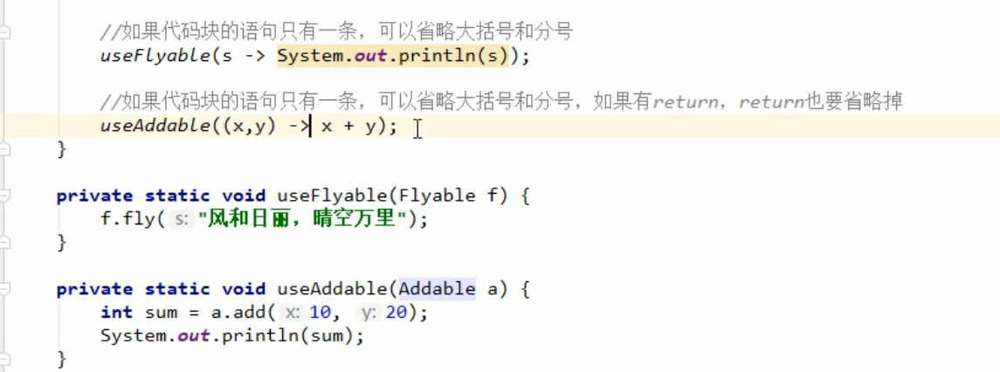 //如果代码块的语句只有一条，可以省略大括号和分号
useFlyable(s -> System.out.println(s));
//如果代码块的语句只有一条，可以省略大括号和分号，如果有return，return也要省略掉
useAddable((x,y) -> x + y);
}
private static void useFlyable(Flyable f) {
f.fly( s: "风和日丽，晴空万里");
}
private static void useAddable(Addable a) {
int sum = a.add( x: 10, y: 20);
System.out.println(sum);
}